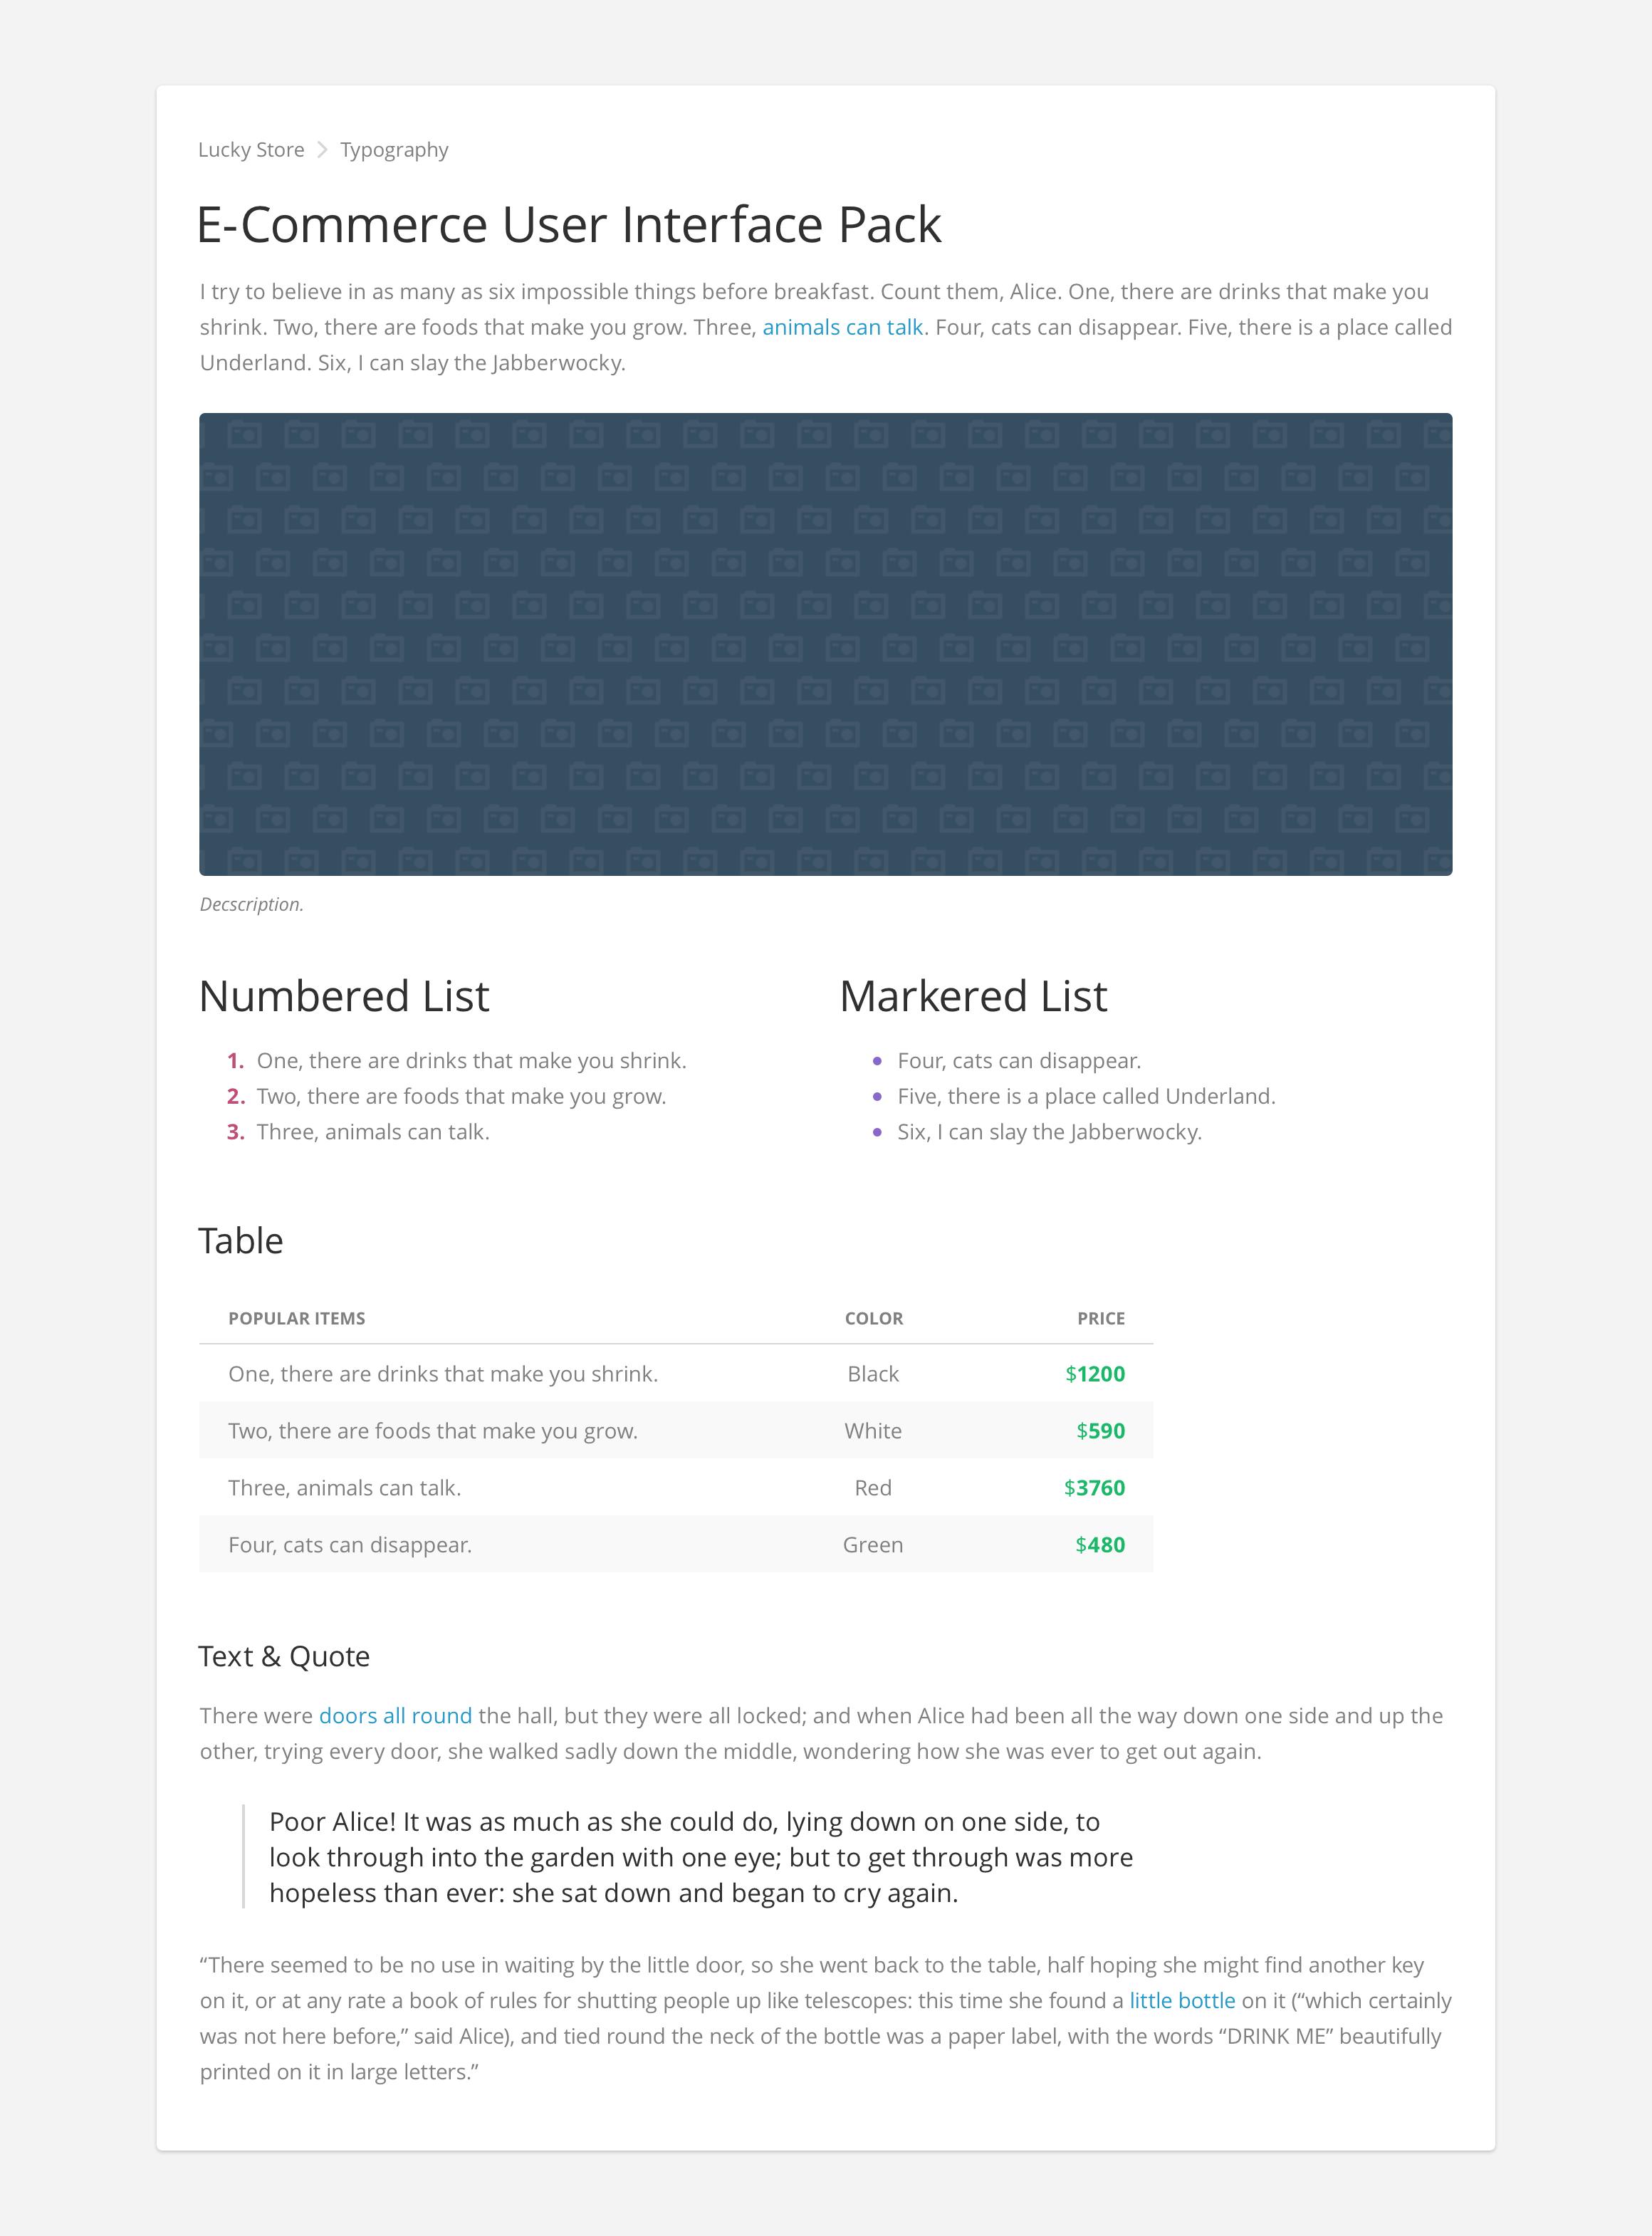 Lucky Store > Typography
E-Commerce User Interface Pack
I try to believe in as many as six impossible things before breakfast. Count them, Alice. One, there are drinks that make you
shrink. Two, there are foods that make you grow. Three, animals can talk. Four, cats can disappear. Five, there is a place called
Underland. Six, I can slay the Jabberwocky.
Decscription.
Numbered List
1. One, there are drinks that make you shrink.
2. Two, there are foods that make you grow.
3. Three, animals can talk.
Markered List
• Four, cats can disappear.
• Five, there is a place called Underland.
• Six, I can slay the Jabberwocky.
Table
POPULAR ITEMS COLOR PRICE
One, there are drinks that make you shrink. Black $1200
Two, there are foods that make you grow. White $590
Three, animals can talk. Red $3760
Four, cats can disappear. Green $480
Text & Quote
There were doors all round the hall, but they were all locked; and when Alice had been all the way down one side and up the
other, trying every door, she walked sadly down the middle, wondering how she was ever to get out again.
Poor Alice! It was as much as she could do, lying down on one side, to
look through into the garden with one eye; but to get through was more
hopeless than ever: she sat down and began to cry again.
“There seemed to be no use in waiting by the little door, so she went back to the table, half hoping she might find another key
on it, or at any rate a book of rules for shutting people up like telescopes: this time she found a little bottle on it (“which certainly
was not here before,” said Alice), and tied round the neck of the bottle was a paper label, with the words “DRINK ME” beautifully
printed on it in large letters.”